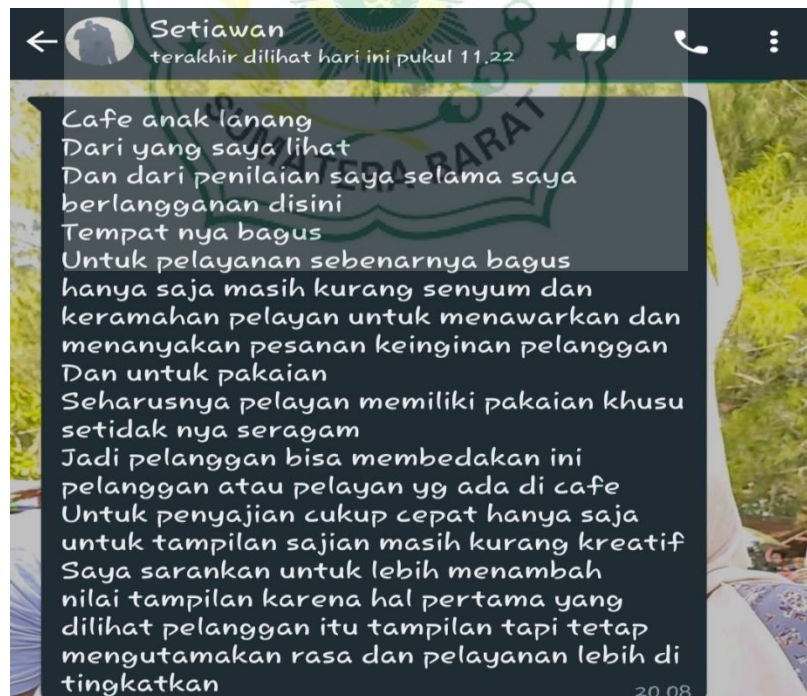 Setiawan
terakhir dilihat hari ini pukul 11.22
SUMATERA BARAT
Cafe anak lanang
Dari yang saya lihat
Dan dari penilaian saya selama saya
berlangganan disini
Tempat nya bagus
Untuk pelayanan sebenarnya bagus
hanya saja masih kurang senyum dan
keramahan pelayan untuk menawarkan dan
menanyakan pesanan keinginan pelanggan
Dan untuk pakaian
Seharusnya pelayan memiliki pakaian khusu
setidak nya seragam
Jadi pelanggan bisa membedakan ini
pelanggan atau pelayan yg ada di cafe
Untuk penyajian cukup cepat hanya saja
untuk tampilan sajian masih kurang kreatif
Saya sarankan untuk lebih menambah
nilai tampilan karena hal pertama yang
dilihat pelanggan itu tampilan tapi tetap
mengutamakan rasa dan pelayanan lebih di
tingkatkan
20.08